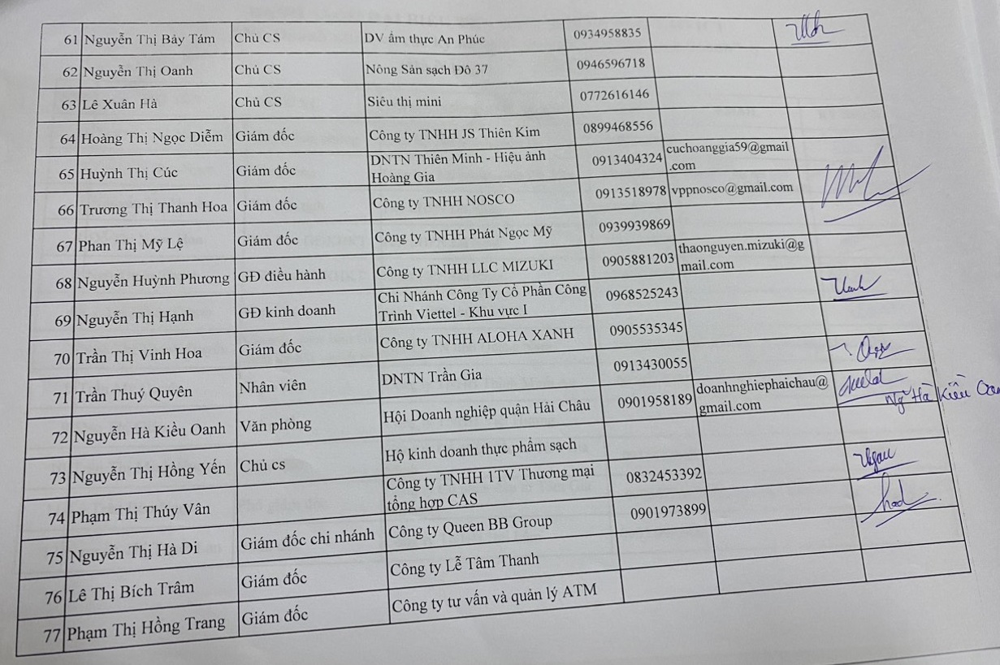 61 Nguyễn Thị Bảy Tám Chủ CS DV ẩm thực An Phúc 0934958835
62 Nguyễn Thị Oanh Chủ CS Nông Sản sạch Đô 37 0946596718
63 Lê Xuân Hà Chủ CS Siêu thị mini 0772616146
64 Hoàng Thị Ngọc Diễm Giám đốc Công ty TNHH JS Thiên Kim 0899468556
65 Huỳnh Thị Cúc Giám đốc DNTN Thiên Minh - Hiệu ảnh 0913404324 cuchoanggia59@gmail
Hoàng Gia .com
66 Trương Thị Thanh Hoa Giám đốc Công ty TNHH NOSCO 0913518978 vppnosco@gmail.com
67 Phan Thị Mỹ Lệ Giám đốc Công ty TNHH Phát Ngọc Mỹ 0939939869
68 Nguyễn Huỳnh Phương GĐ điều hành Công ty TNHH LLC MIZUKI 0905881203 thaonguyen.mizuki@g
mail.com
69 Nguyễn Thị Hạnh GĐ kinh doanh Chi Nhánh Công Ty Cổ Phần Công 0968525243
Trình Viettel - Khu vực I
70 Trần Thị Vinh Hoa Giám đốc Công ty TNHH ALOHA XANH 0905535345
71 Trần Thuý Quyên Nhân viên DNTN Trần Gia 0913430055
72 Nguyễn Hà Kiều Oanh Văn phòng Hội Doanh nghiệp quận Hải Châu 0901958189 doanhnghiephaichau@
gmail.com
Ng~ Hà Kiều
73 Nguyễn Thị Hồng Yến Chủ cs Hộ kinh doanh thực phẩm sạch
74 Phạm Thị Thúy Vân Công ty TNHH 1TV Thương mại 0832453392
tổng hợp CAS
75 Nguyễn Thị Hà Di Giám đốc chi nhánh Công ty Queen BB Group 0901973899
76 Lê Thị Bích Trâm Giám đốc Công ty Lễ Tâm Thanh
77 Phạm Thị Hồng Trang Giám đốc Công ty tư vấn và quản lý ATM